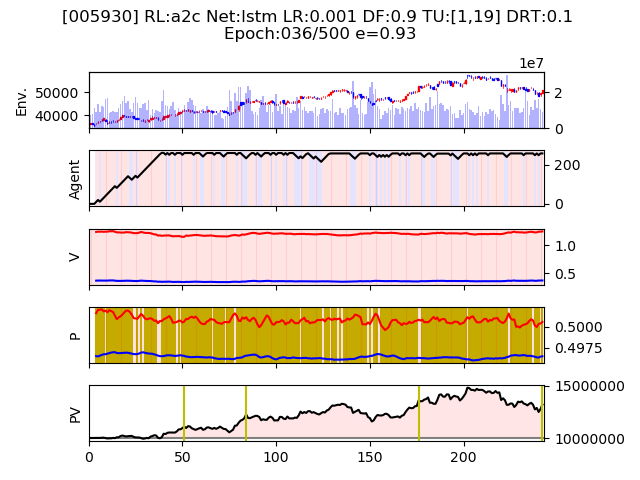 [005930] RL:a2c Net:lstm LR:0.001 DF:0.9 TU:[1,19] DRT:0.1
Epoch:036/500 e=0.93
1e7
Env.
50000
40000
2
0
Agent
200
0
V
1.0
0.5
P
0.5000
0.4975
PV
15000000
10000000
0 50 100 150 200